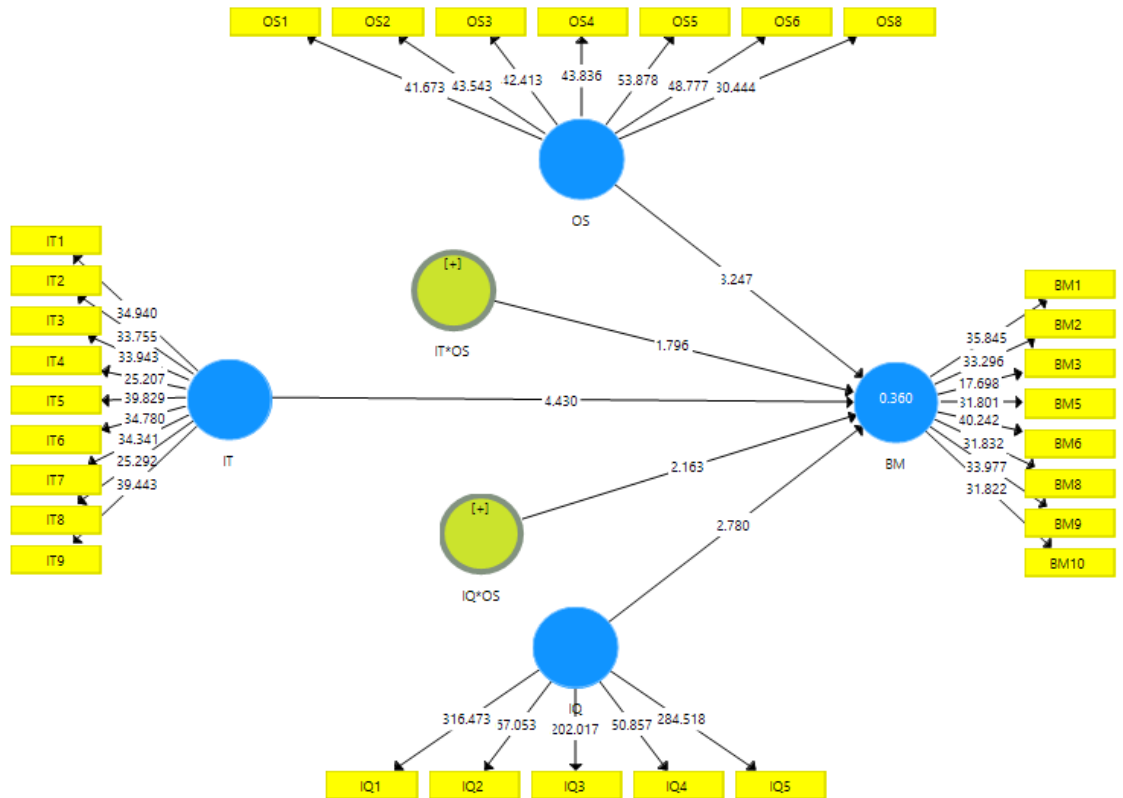 OS1 OS2 OS3 OS4 OS5 OS6 OS8
41.673 43.543 42.413 43.836 53.878 48.777 30.444
OS
IT1
IT2
IT3
IT4
IT5
IT6
IT7
IT8
IT9
34.940
33.755
33.943
25.207
39.829
34.780
34.341
25.292
39.443
IT
[+]
IT*OS
3.247
1.796
4.430
2.163
2.780
[+]
IQ*OS
0.360
BM
35.845
33.296
17.698
31.801
40.242
31.832
33.977
31.822
BM1
BM2
BM3
BM5
BM6
BM8
BM9
BM10
IQ
316.473 57.053 202.017 50.857 284.518
IQ1 IQ2 IQ3 IQ4 IQ5